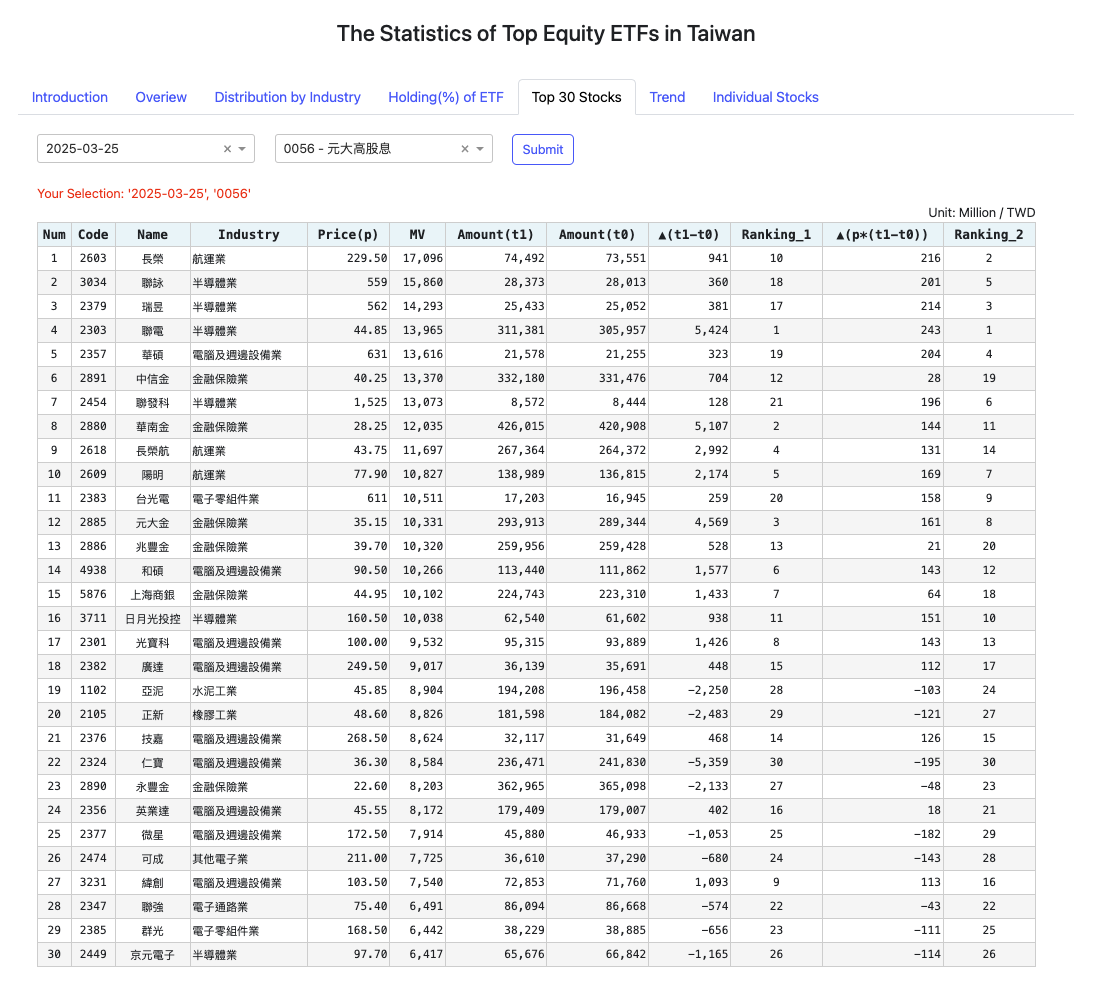 The Statistics of Top Equity ETFs in Taiwan
Introduction Overiew Distribution by Industry Holding(%) of ETF Top 30 Stocks Trend Individual Stocks
2025-03-25 × 0056 - 元大高股息 × Submit
Your Selection: '2025-03-25', '0056'
Unit: Million / TWD
Num Code Name Industry Price(p) MV Amount(t1) Amount(t0) ▲(t1-t0) Ranking_1 ▲(p*(t1-t0)) Ranking_2
1 2603 長榮 航運業 229.50 17,096 74,492 73,551 941 10 216 2
2 3034 聯詠 半導體業 559 15,860 28,373 28,013 360 18 201 5
3 2379 瑞昱 半導體業 562 14,293 25,433 25,052 381 17 214 3
4 2303 聯電 半導體業 44.85 13,965 311,381 305,957 5,424 1 243 1
5 2357 華碩 電腦及週邊設備業 631 13,616 21,578 21,255 323 19 204 4
6 2891 中信金 金融保險業 40.25 13,370 332,180 331,476 704 12 28 19
7 2454 聯發科 半導體業 1,525 13,073 8,572 8,444 128 21 196 6
8 2880 華南金 金融保險業 28.25 12,035 426,015 420,908 5,107 2 144 11
9 2618 長榮航 航運業 43.75 11,697 267,364 264,372 2,992 4 131 14
10 2609 陽明 航運業 77.90 10,827 138,989 136,815 2,174 5 169 7
11 2383 台光電 電子零組件業 611 10,511 17,203 16,945 259 20 158 9
12 2885 元大金 金融保險業 35.15 10,331 293,913 289,344 4,569 3 161 8
13 2886 兆豐金 金融保險業 39.70 10,320 259,956 259,428 528 13 21 20
14 4938 和碩 電腦及週邊設備業 90.50 10,266 113,440 111,862 1,577 6 143 12
15 5876 上海商銀 金融保險業 44.95 10,102 224,743 223,310 1,433 7 64 18
16 3711 日月光投控 半導體業 160.50 10,038 62,540 61,602 938 11 151 10
17 2301 光寶科 電腦及週邊設備業 100.00 9,532 95,315 93,889 1,426 8 143 13
18 2382 廣達 電腦及週邊設備業 249.50 9,017 36,139 35,691 448 15 112 17
19 1102 亞泥 水泥工業 45.85 8,904 194,208 196,458 −2,250 28 −103 24
20 2105 正新 橡膠工業 48.60 8,826 181,598 184,082 −2,483 29 −121 27
21 2376 技嘉 電腦及週邊設備業 268.50 8,624 32,117 31,649 468 14 126 15
22 2324 仁寶 電腦及週邊設備業 36.30 8,584 236,471 241,830 −5,359 30 −195 30
23 2890 永豐金 金融保險業 22.60 8,203 362,965 365,098 −2,133 27 −48 23
24 2356 英業達 電腦及週邊設備業 45.55 8,172 179,409 179,007 402 16 18 21
25 2377 微星 電腦及週邊設備業 172.50 7,914 45,880 46,933 −1,053 25 −182 29
26 2474 可成 其他電子業 211.00 7,725 36,610 37,290 −680 24 −143 28
27 3231 緯創 電腦及週邊設備業 103.50 7,540 72,853 71,760 1,093 9 113 16
28 2347 聯強 電子通路業 75.40 6,491 86,094 86,668 −574 22 −43 22
29 2385 群光 電子零組件業 168.50 6,442 38,229 38,885 −656 23 −111 25
30 2449 京元電子 半導體業 97.70 6,417 65,676 66,842 −1,165 26 −114 26